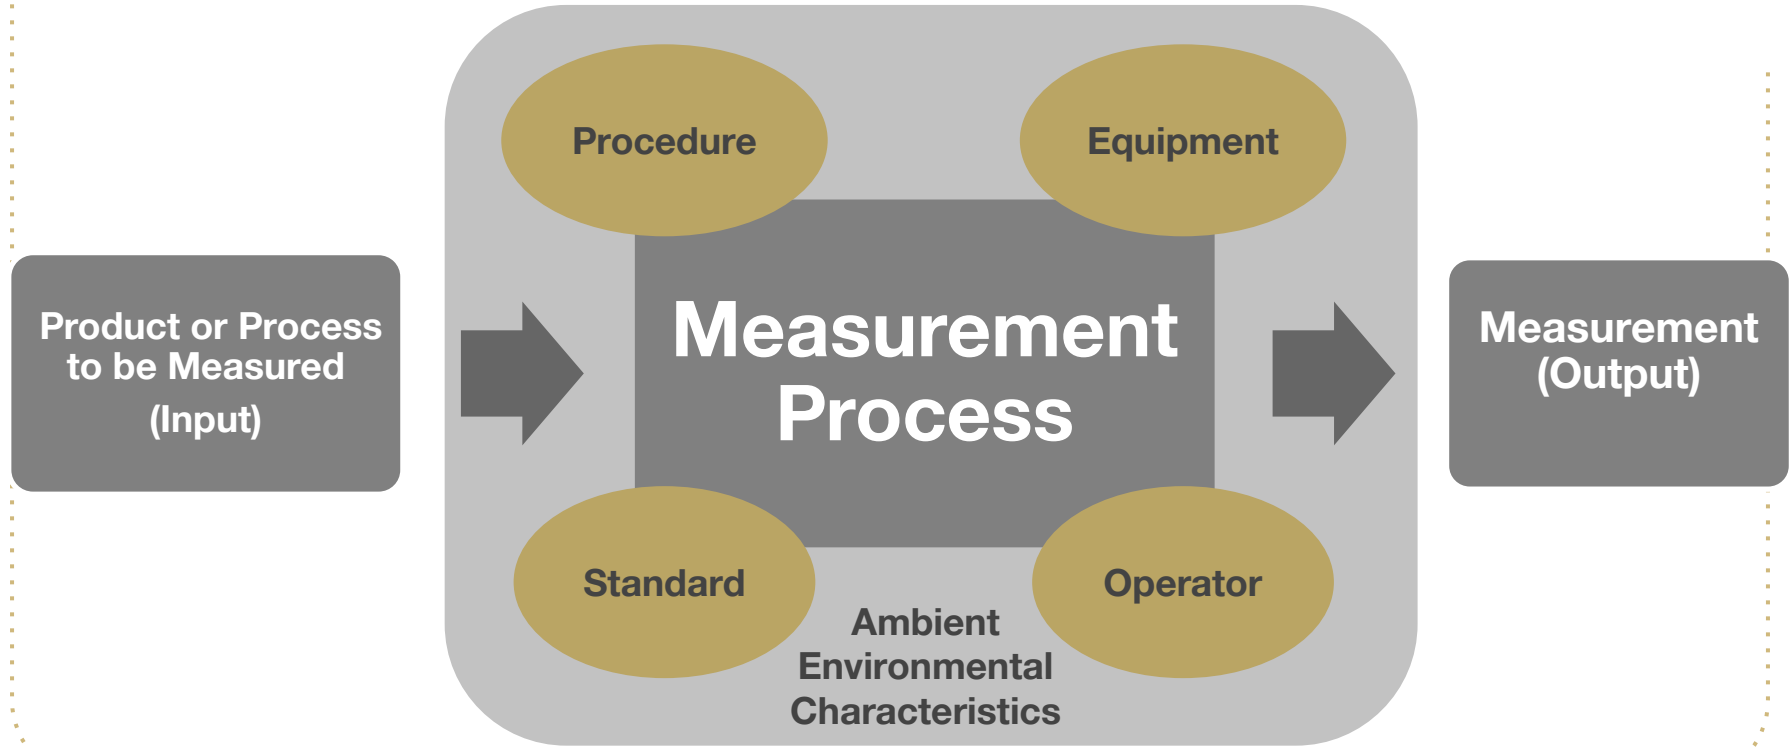 Procedure
Equipment
Product or Process
to be Measured
(Input)
Measurement
Process
Measurement
(Output)
Standard
Operator
Ambient
Environmental
Characteristics